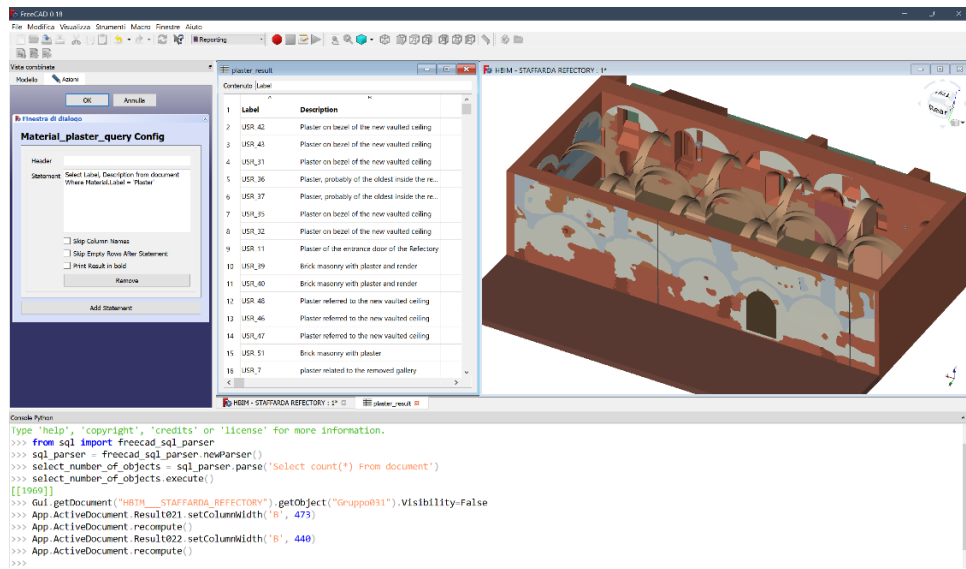 FreeCAD 0.19
File Modifica Visualizza Strumenti Macro Finestre Aiuto
Reporting
Vista combinata
Modello Azioni
OK Annulla
Finestra di dialogo
Material_plaster_query Config
Header
Statement Select Label, Description from document
Where Material.Label = 'Plaster'
Skip Column Names
Skip Empty Rows After Statement
Print Result in bold
Remove
Add Statement
plaster_result
Contenuto Label
1 Label Description
2 USR_42 Plaster on bezel of the new vaulted ceiling
3 USR_43 Plaster on bezel of the new vaulted ceiling
4 USR_31 Plaster on bezel of the new vaulted ceiling
5 USR_36 Plaster, probably of the oldest inside the re...
6 USR_37 Plaster, probably of the oldest inside the re...
7 USR_35 Plaster on bezel of the new vaulted ceiling
8 USR_32 Plaster on bezel of the new vaulted ceiling
9 USR_11 Plaster of the entrance door of the Refectory
10 USR_39 Brick masonry with plaster and render
11 USR_40 Brick masonry with plaster and render
12 USR_48 Plaster referred to the new vaulted ceiling
13 USR_46 Plaster referred to the new vaulted ceiling
14 USR_47 Plaster referred to the new vaulted ceiling
15 USR_51 Brick masonry with plaster
16 USR_7 plaster related to the removed gallery
HBIM - STAFFARDA REFECTORY : 1*
Rear
HBIM - STAFFARDA REFECTORY : 1* plaster_result
Console Python
Type 'help', 'copyright', 'credits' or 'license' for more information.
>>> from sql import freecad_sql_parser
>>> sql_parser = freecad_sql_parser.newParser()
>>> select_number_of_objects = sql_parser.parse('Select count(*) From document')
>>> select_number_of_objects.execute()
[[1969]]
>>> Gui.getDocument("HBIM___STAFFARDA_REFECTORY").getObject("Gruppo031").Visibility=False
>>> App.ActiveDocument.Result021.setColumnWidth('B', 473)
>>> App.ActiveDocument.recompute()
>>> App.ActiveDocument.Result022.setColumnWidth('B', 440)
>>> App.ActiveDocument.recompute()
>>>